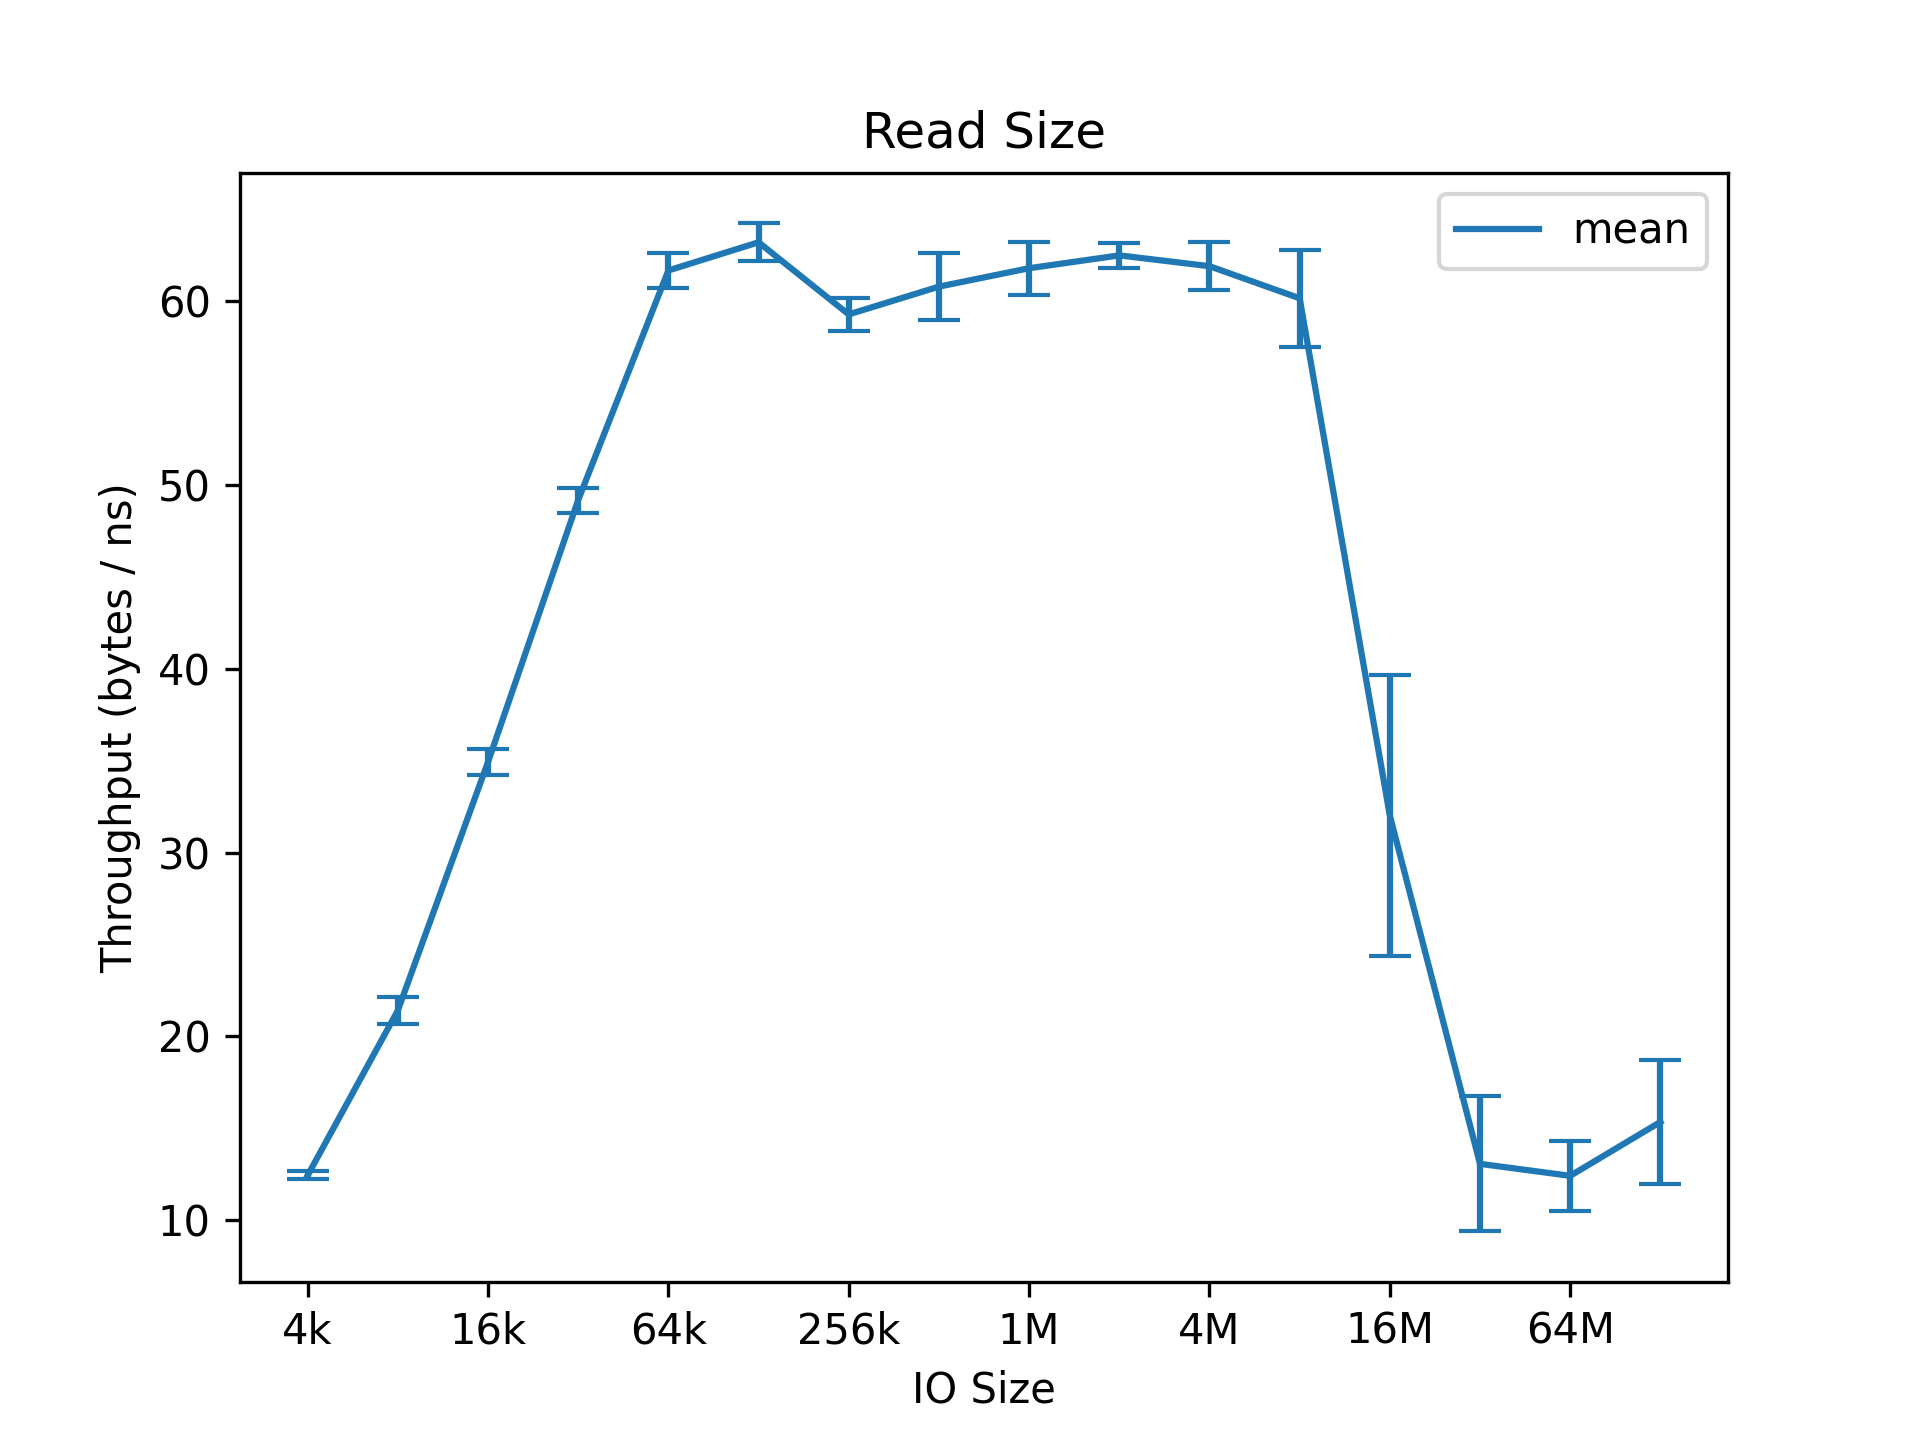 Read Size
mean
Throughput (bytes / ns)
60
50
40
30
20
10
4k 16k 64k 256k 1M 4M 16M 64M
IO Size